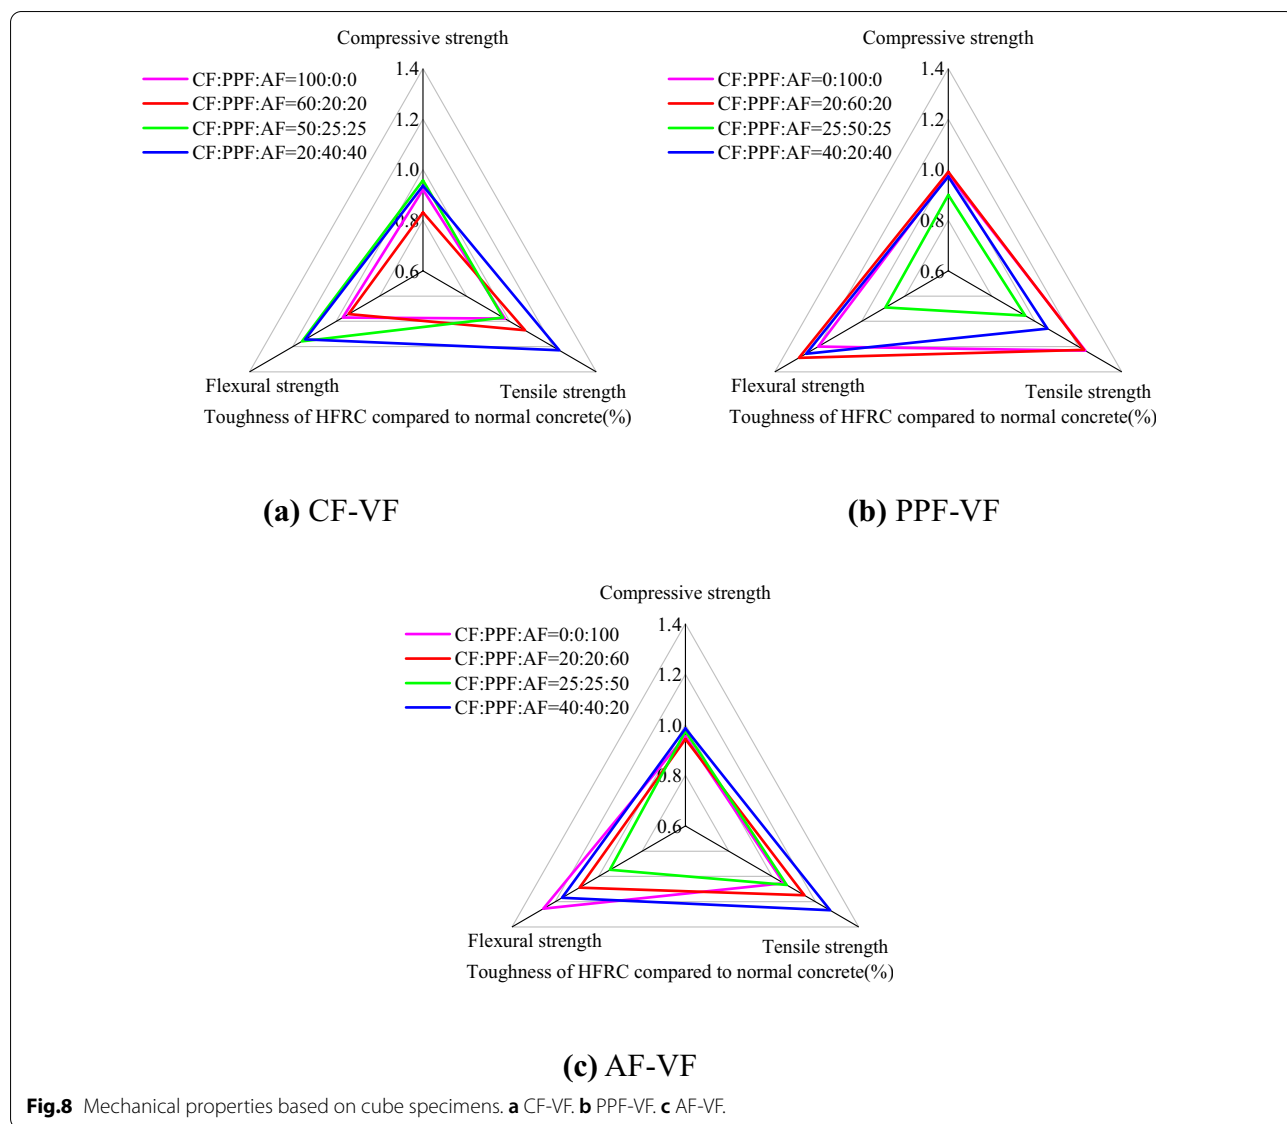 Compressive strength
CF:PPF:AF=100:0:0
CF:PPF:AF=60:20:20
CF:PPF:AF=50:25:25
CF:PPF:AF=20:40:40
1.4
1.2
1.0
0.8
0.6
Flexural strength
Tensile strength
Toughness of HFRC compared to normal concrete(%)
(a) CF-VF
Compressive strength
CF:PPF:AF=0:100:0
CF:PPF:AF=20:60:20
CF:PPF:AF=25:50:25
CF:PPF:AF=40:20:40
1.4
1.2
1.0
0.8
0.6
Flexural strength
Tensile strength
Toughness of HFRC compared to normal concrete(%)
(b) PPF-VF
Compressive strength
CF:PPF:AF=0:0:100
CF:PPF:AF=20:20:60
CF:PPF:AF=25:25:50
CF:PPF:AF=40:40:20
1.4
1.2
1.0
0.8
0.6
Flexural strength
Tensile strength
Toughness of HFRC compared to normal concrete(%)
(c) AF-VF
Fig.8 Mechanical properties based on cube specimens. a CF-VF. b PPF-VF. c AF-VF.